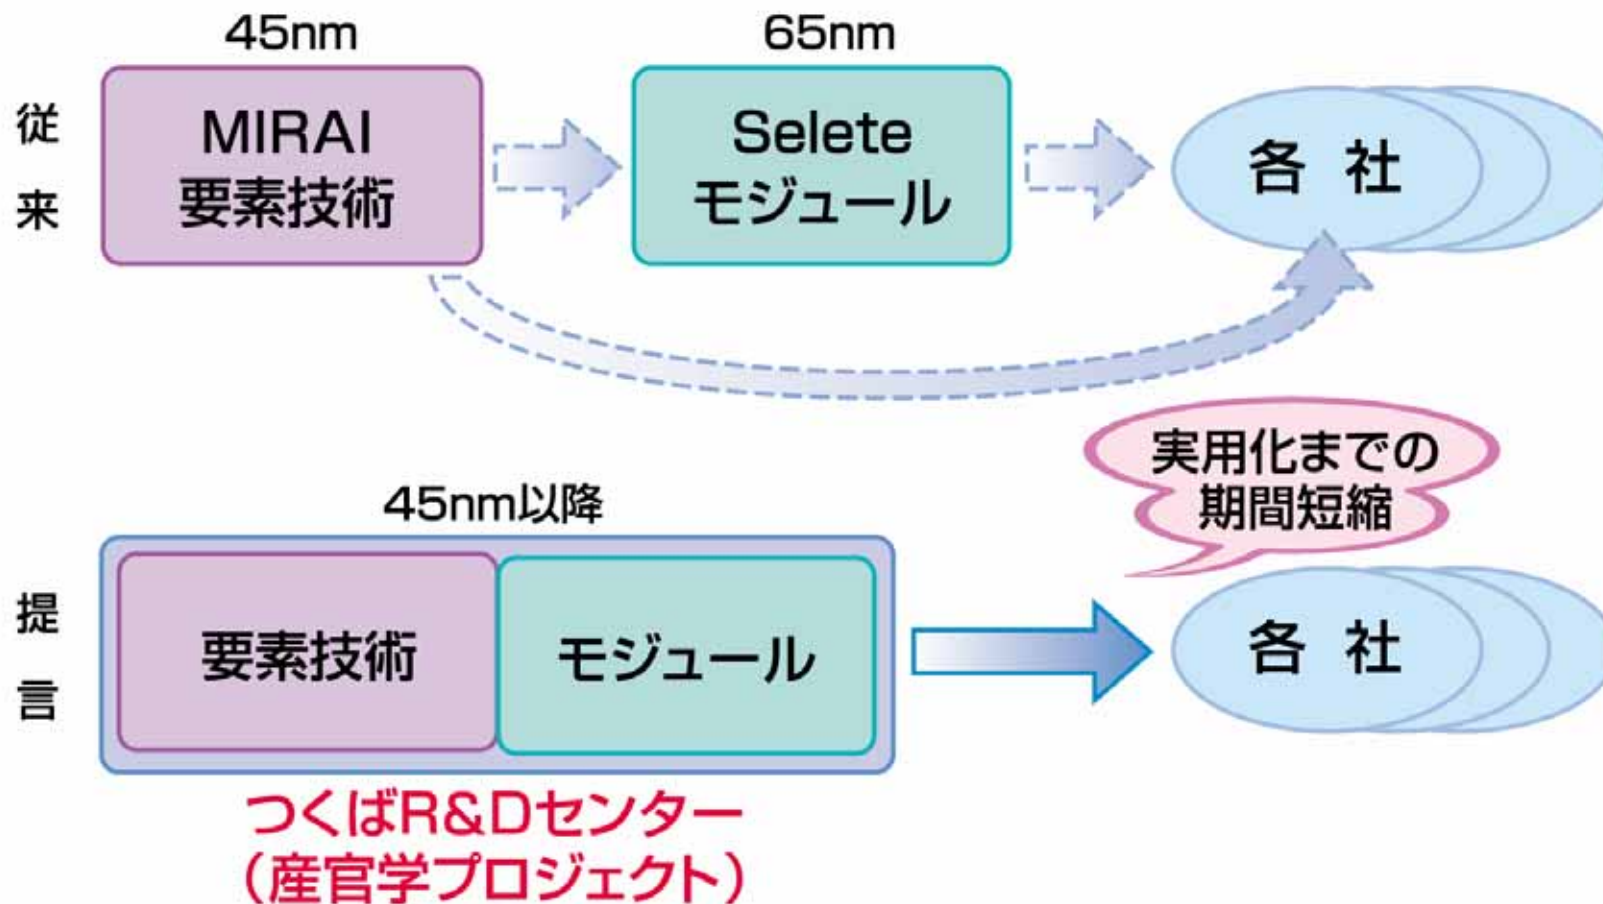 従来
45nm
MIRAI
要素技術
65nm
Selete
モジュール
各 社
実用化までの
期間短縮
提言
45nm以降
要素技術
モジュール
各 社
つくばR&Dセンター
（産官学プロジェクト）